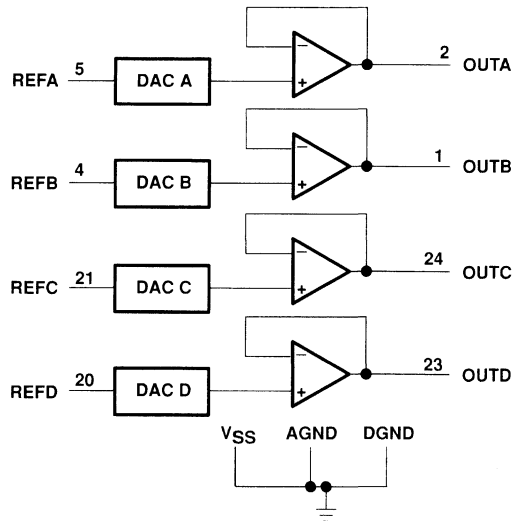 5 2
REFA DAC A − + OUTA
4 1
REFB DAC B − + OUTB
21 24
REFC DAC C − + OUTC
20 23
REFD DAC D − + OUTD
VSS AGND DGND